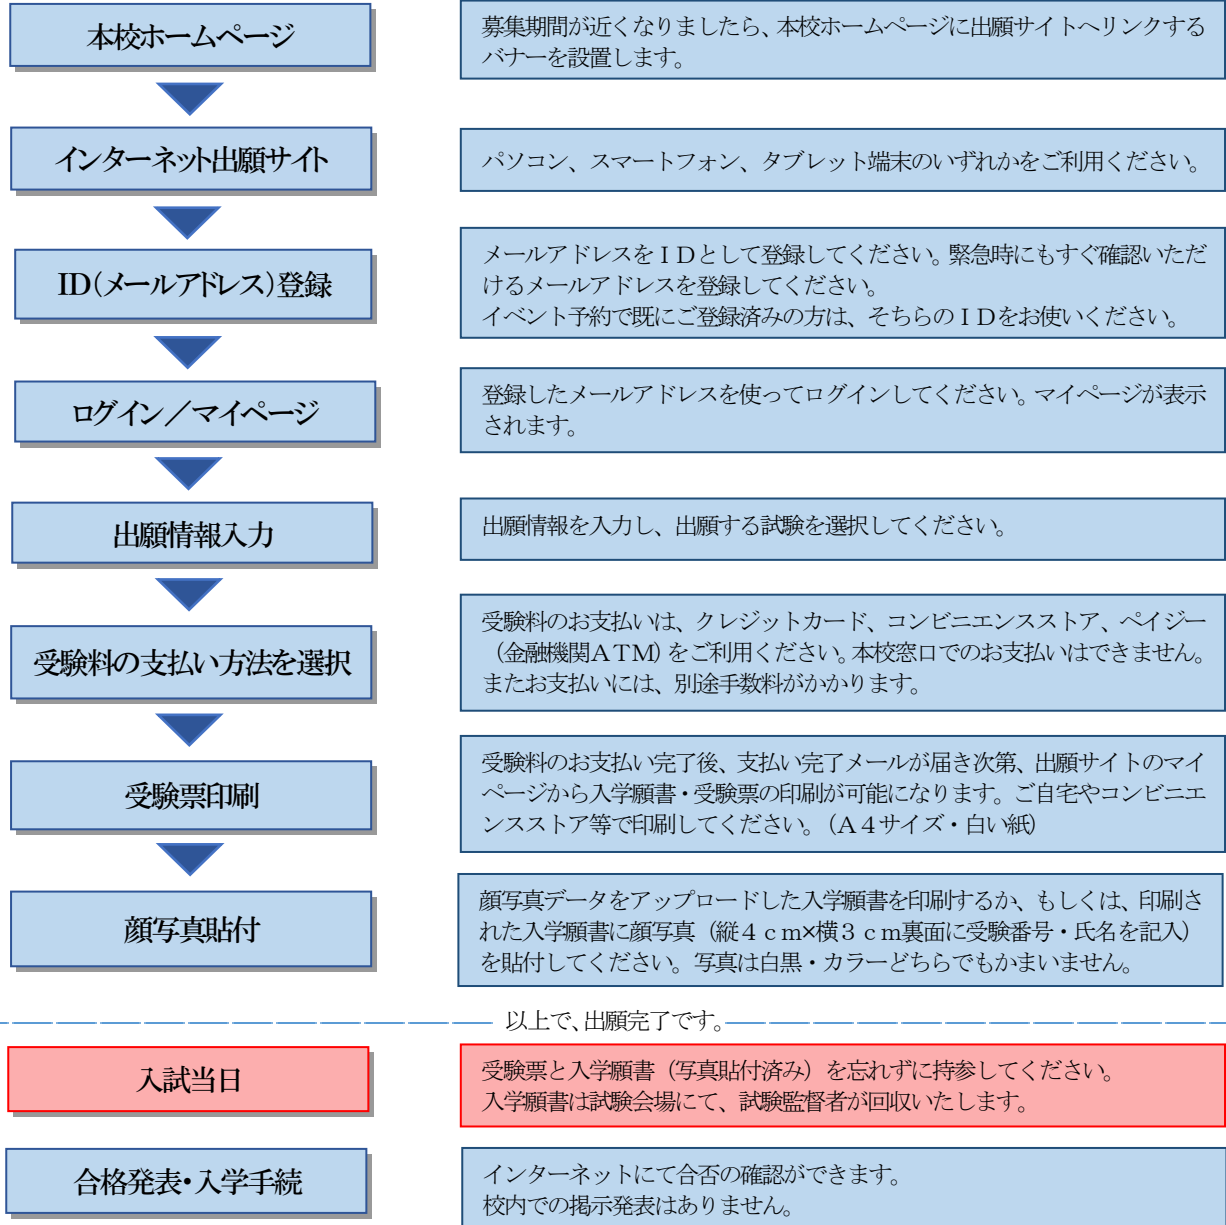 本校ホームページ
募集期間が近くなりましたら、本校ホームページに出願サイトへリンクする
バナーを設置します。
インターネット出願サイト
パソコン、スマートフォン、タブレット端末のいずれかをご利用ください。
ID(メールアドレス)登録
メールアドレスをＩＤとして登録してください。緊急時にもすぐ確認いただ
けるメールアドレスを登録してください。
イベント予約で既にご登録済みの方は、そちらのＩＤをお使いください。
ログイン／マイページ
登録したメールアドレスを使ってログインしてください。マイページが表示
されます。
出願情報入力
出願情報を入力し、出願する試験を選択してください。
受験料の支払い方法を選択
受験料のお支払いは、クレジットカード、コンビニエンスストア、ペイジー
（金融機関ＡＴＭ）をご利用ください。本校窓口でのお支払いはできません。
またお支払いには、別途手数料がかかります。
受験票印刷
受験料のお支払い完了後、支払い完了メールが届き次第、出願サイトのマイ
ページから入学願書・受験票の印刷が可能になります。ご自宅やコンビニエ
ンスストア等で印刷してください。（Ａ４サイズ・白い紙）
顔写真貼付
顔写真データをアップロードした入学願書を印刷するか、もしくは、印刷さ
れた入学願書に顔写真（縦４ｃｍ×横３ｃｍ裏面に受験番号・氏名を記入）
を貼付してください。写真は白黒・カラーどちらでもかまいません。
以上で、出願完了です。
入試当日
受験票と入学願書（写真貼付済み）を忘れずに持参してください。
入学願書は試験会場にて、試験監督者が回収いたします。
合格発表・入学手続
インターネットにて合否の確認ができます。
校内での掲示発表はありません。